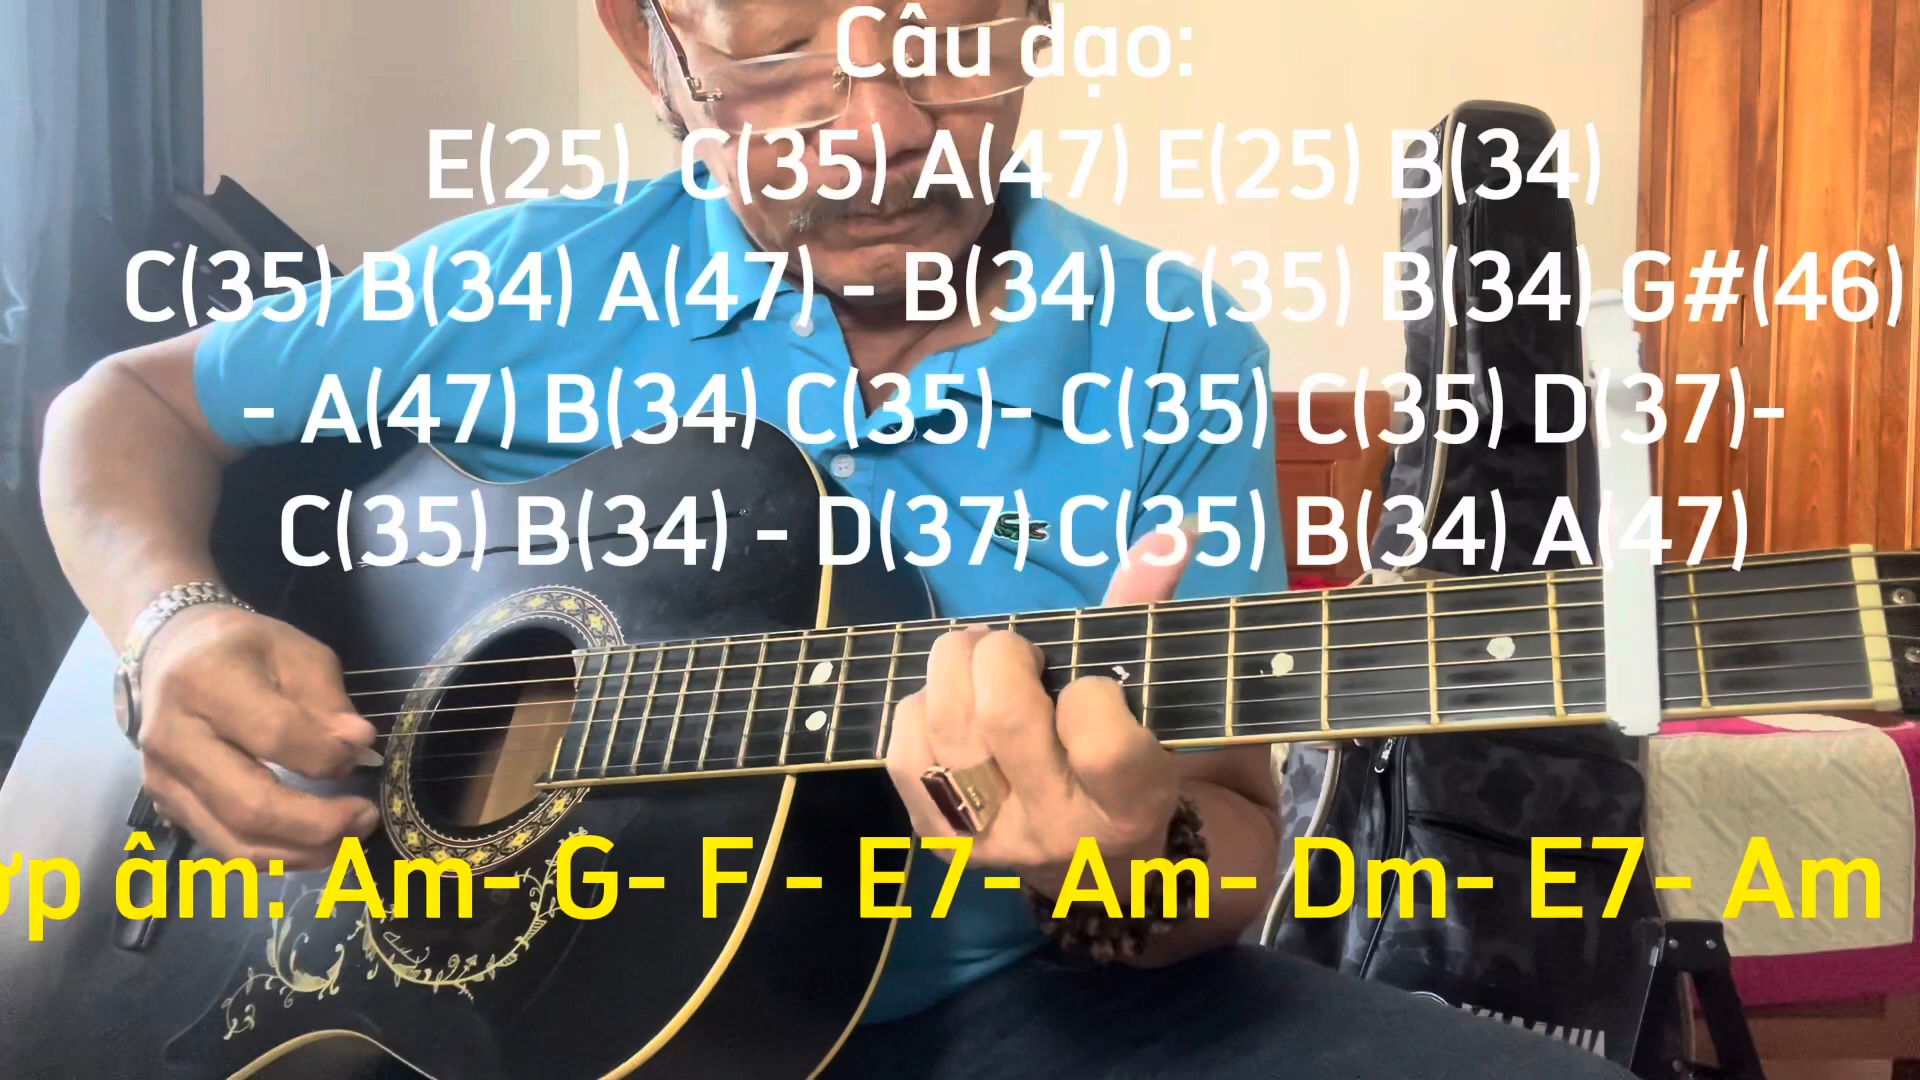 Câu dạo:
E(25) C(35) A(47) E(25) B(34)
C(35) B(34) A(47) - B(34) C(35) B(34) G#(46)
- A(47) B(34) C(35)- C(35) C(35) D(37)-
C(35) B(34) - D(37) C(35) B(34) A(47)
ợp âm: Am- G- F - E7- Am- Dm- E7- Am
YAMAHA